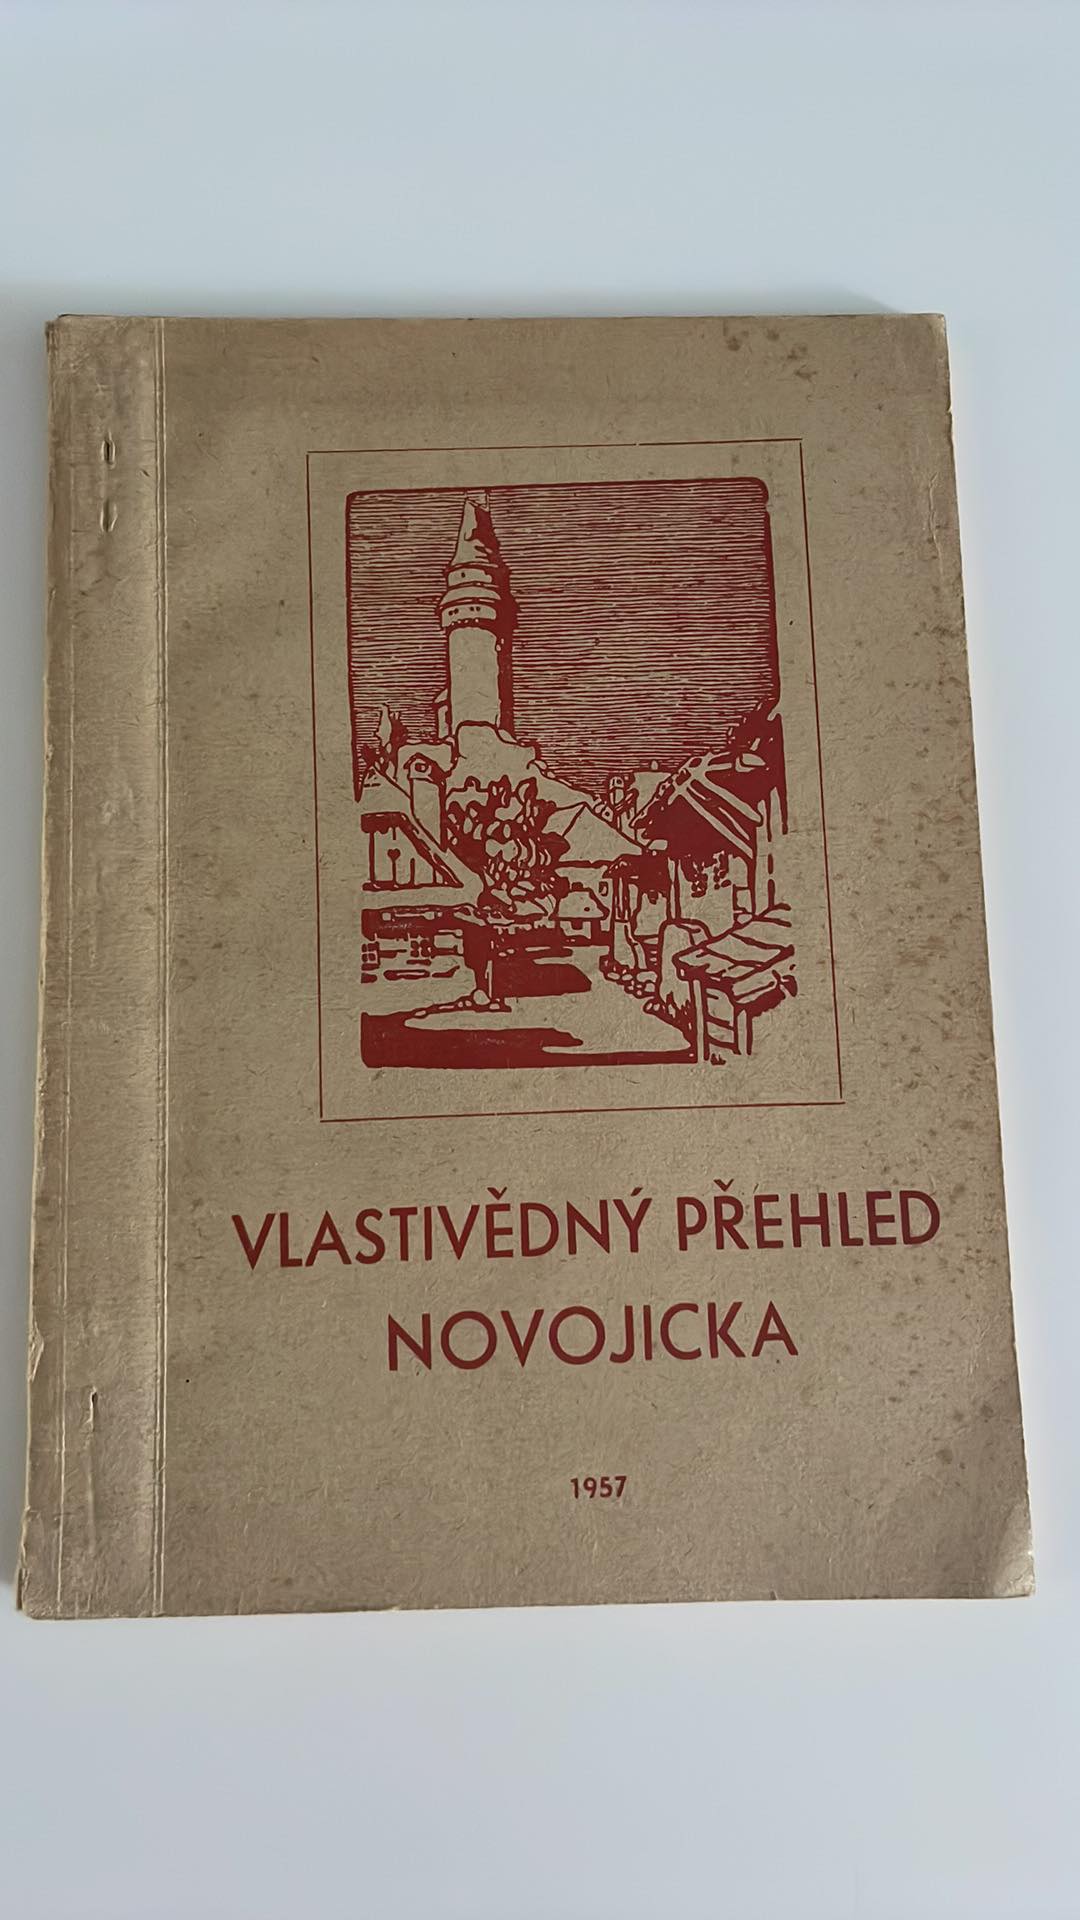 VLASTIVĚDNÝ PŘEHLED
NOVOJICKA
1957